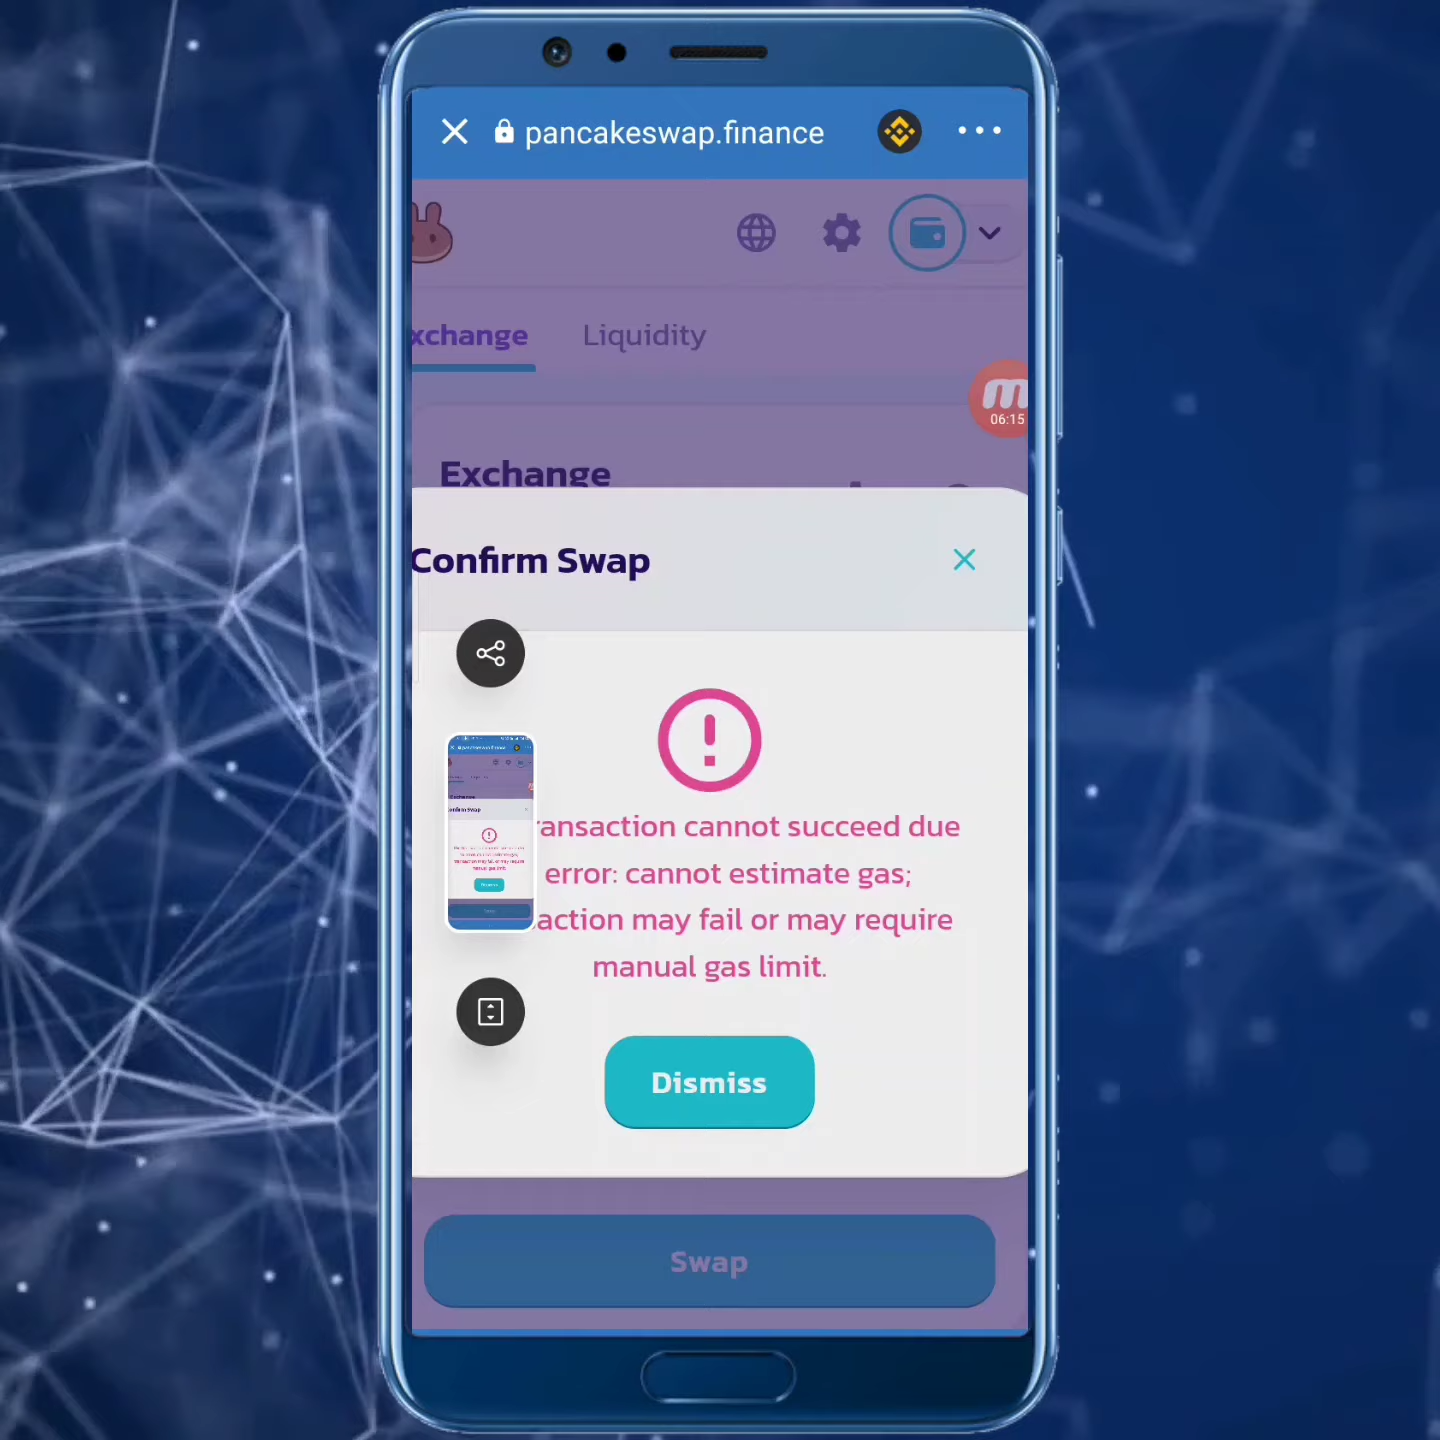 pancakeswap.finance
xchange Liquidity
m
06:15
Exchange
Confirm Swap
ransaction cannot succeed due
error: cannot estimate gas;
action may fail or may require
manual gas limit.
Dismiss
Swap